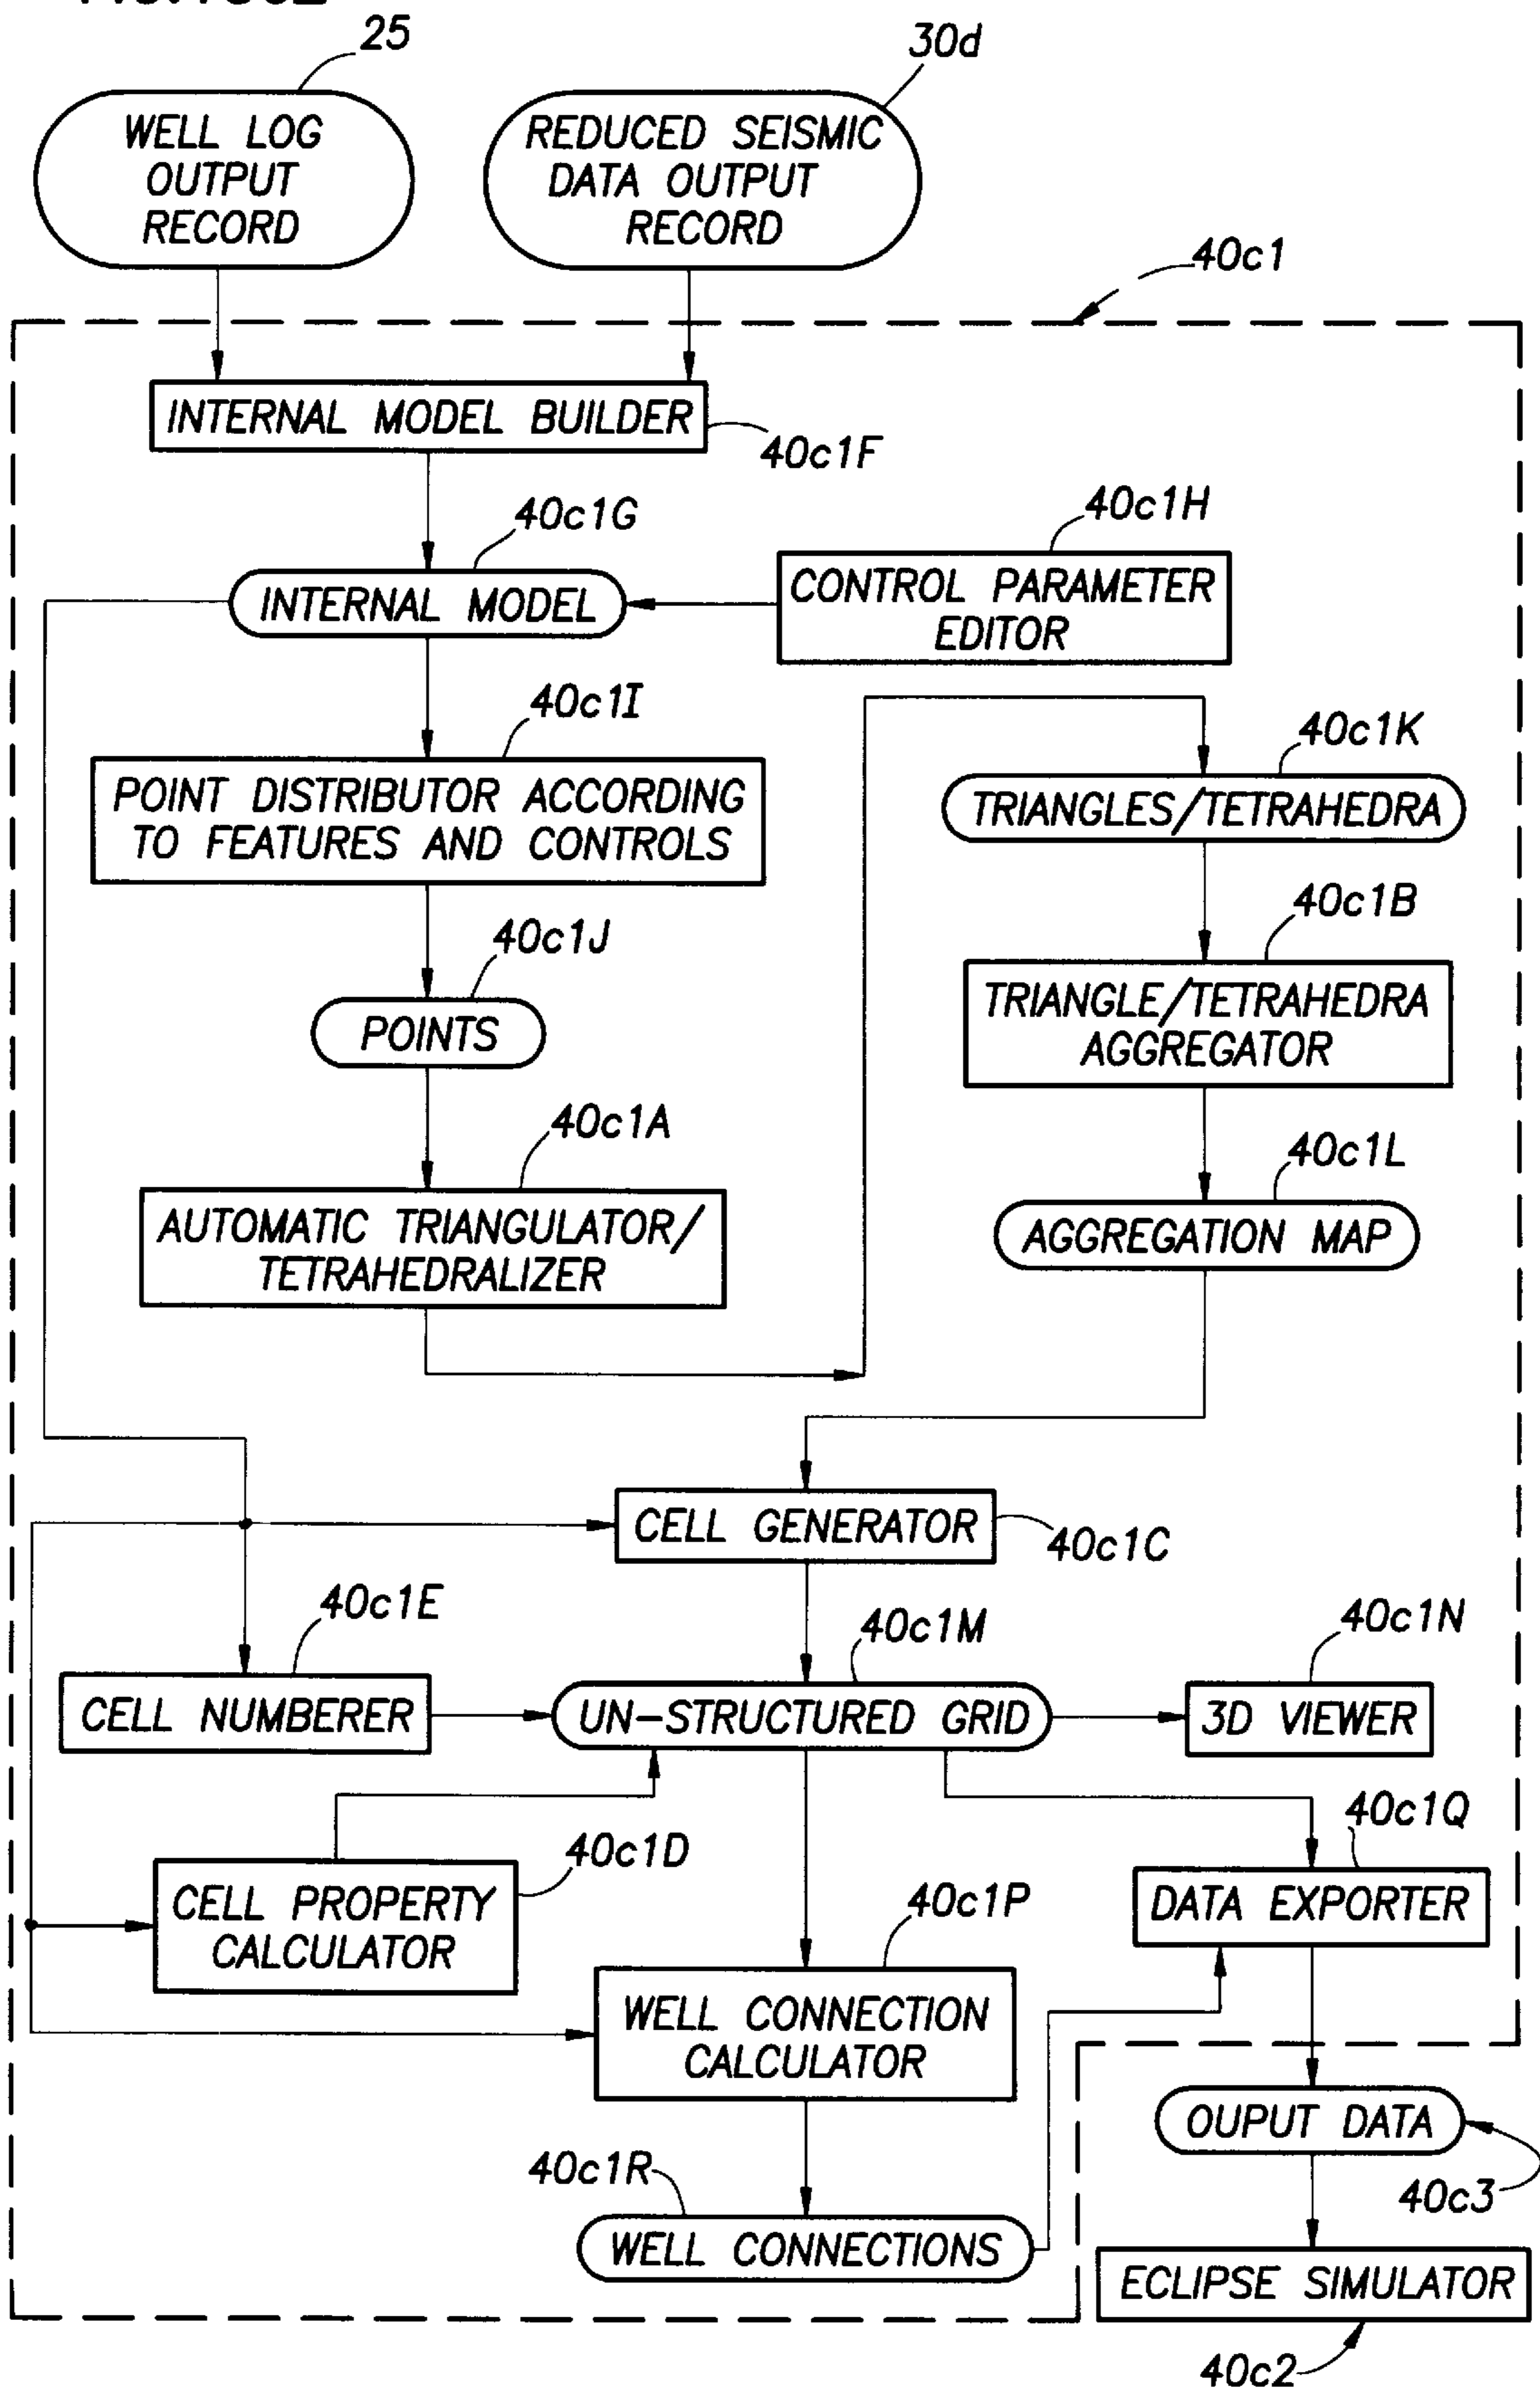 25
30d
WELL LOG
OUTPUT
RECORD
REDUCED SEISMIC
DATA OUTPUT
RECORD
40c1
INTERNAL MODEL BUILDER
40c1F
40c1G
40c1H
INTERNAL MODEL
CONTROL PARAMETER
EDITOR
40c1I
40c1K
POINT DISTRIBUTOR ACCORDING
TO FEATURES AND CONTROLS
TRIANGLES/TETRAHEDRA
40c1J
40c1B
POINTS
TRIANGLE/TETRAHEDRA
AGGREGATOR
40c1A
40c1L
AUTOMATIC TRIANGULATOR/
TETRAHEDRALIZER
AGGREGATION MAP
CELL GENERATOR
40c1C
40c1E
40c1M
40c1N
CELL NUMBERER
UN-STRUCTURED GRID
3D VIEWER
40c1D
40c1Q
CELL PROPERTY
CALCULATOR
40c1P
DATA EXPORTER
WELL CONNECTION
CALCULATOR
OUPUT DATA
40c1R
40c3
WELL CONNECTIONS
ECLIPSE SIMULATOR
40c2